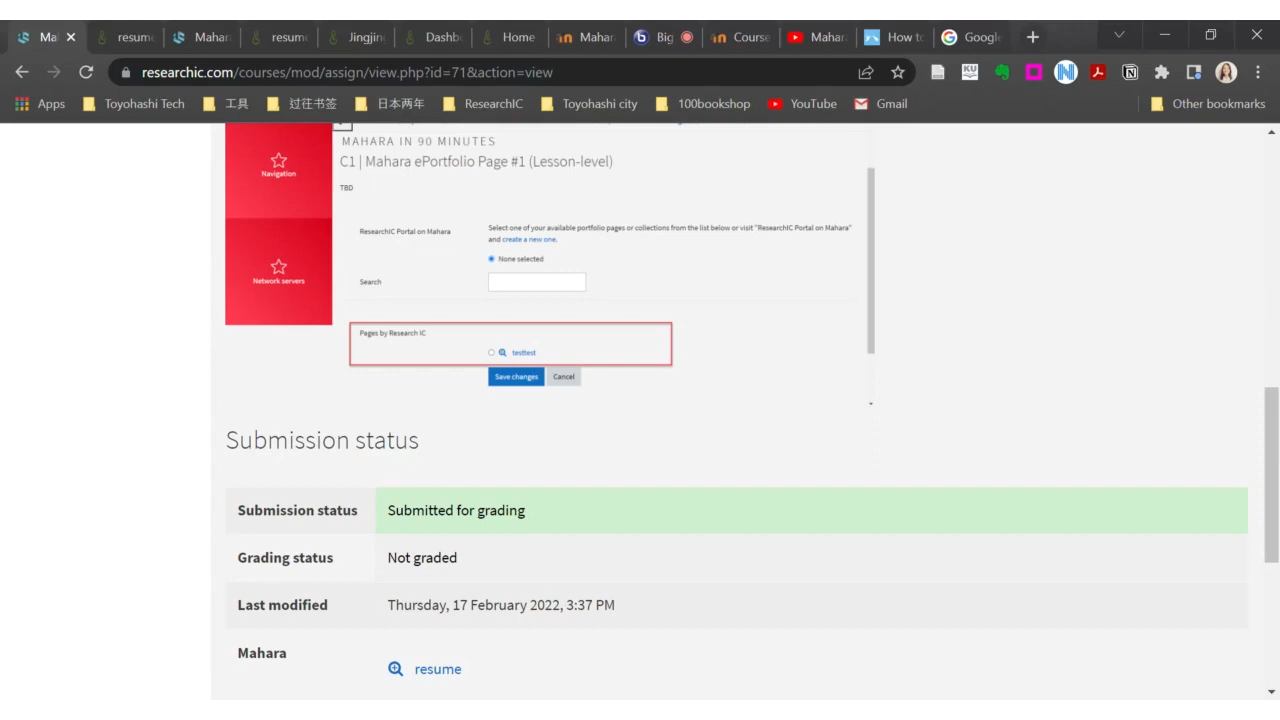 Ma
resume
Mahar
resume
Jingjin
Dashbo
Home
Mahar
Big
Course
Mahar
How to
Google
researchic.com/courses/mod/assign/view.php?id=71&action=view
Apps
Toyohashi Tech
工具
过往书签
日本两年
ResearchIC
Toyohashi city
100bookshop
YouTube
Gmail
Other bookmarks
Navigation
Network servers
MAHARA IN 90 MINUTES
C1 | Mahara ePortfolio Page #1 (Lesson-level)
TBD
ResearchIC Portal on Mahara
Select one of your available portfolio pages or collections from the list below or visit "ResearchIC Portal on Mahara"
and create a new one.
None selected
Search
Pages by Research IC
testtest
Save changes Cancel
Submission status
Submission status Submitted for grading
Grading status Not graded
Last modified Thursday, 17 February 2022, 3:37 PM
Mahara
resume